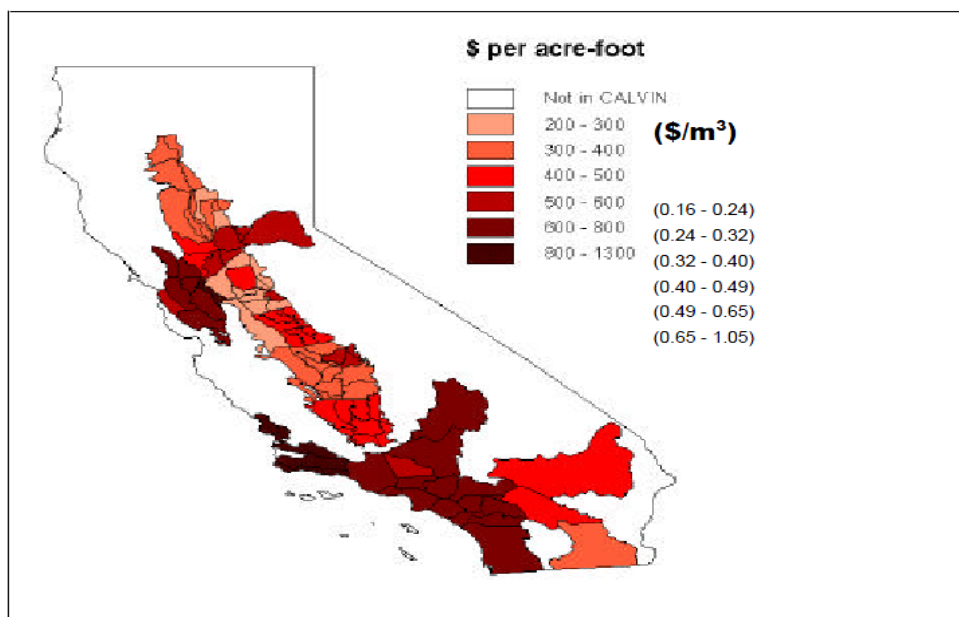 $ per acre-foot
Not in CALVIN
200 - 300
($/m³)
300 - 400
400 - 500
500 - 600
600 - 800
800 - 1300
(0.16 - 0.24)
(0.24 - 0.32)
(0.32 - 0.40)
(0.40 - 0.49)
(0.49 - 0.65)
(0.65 - 1.05)